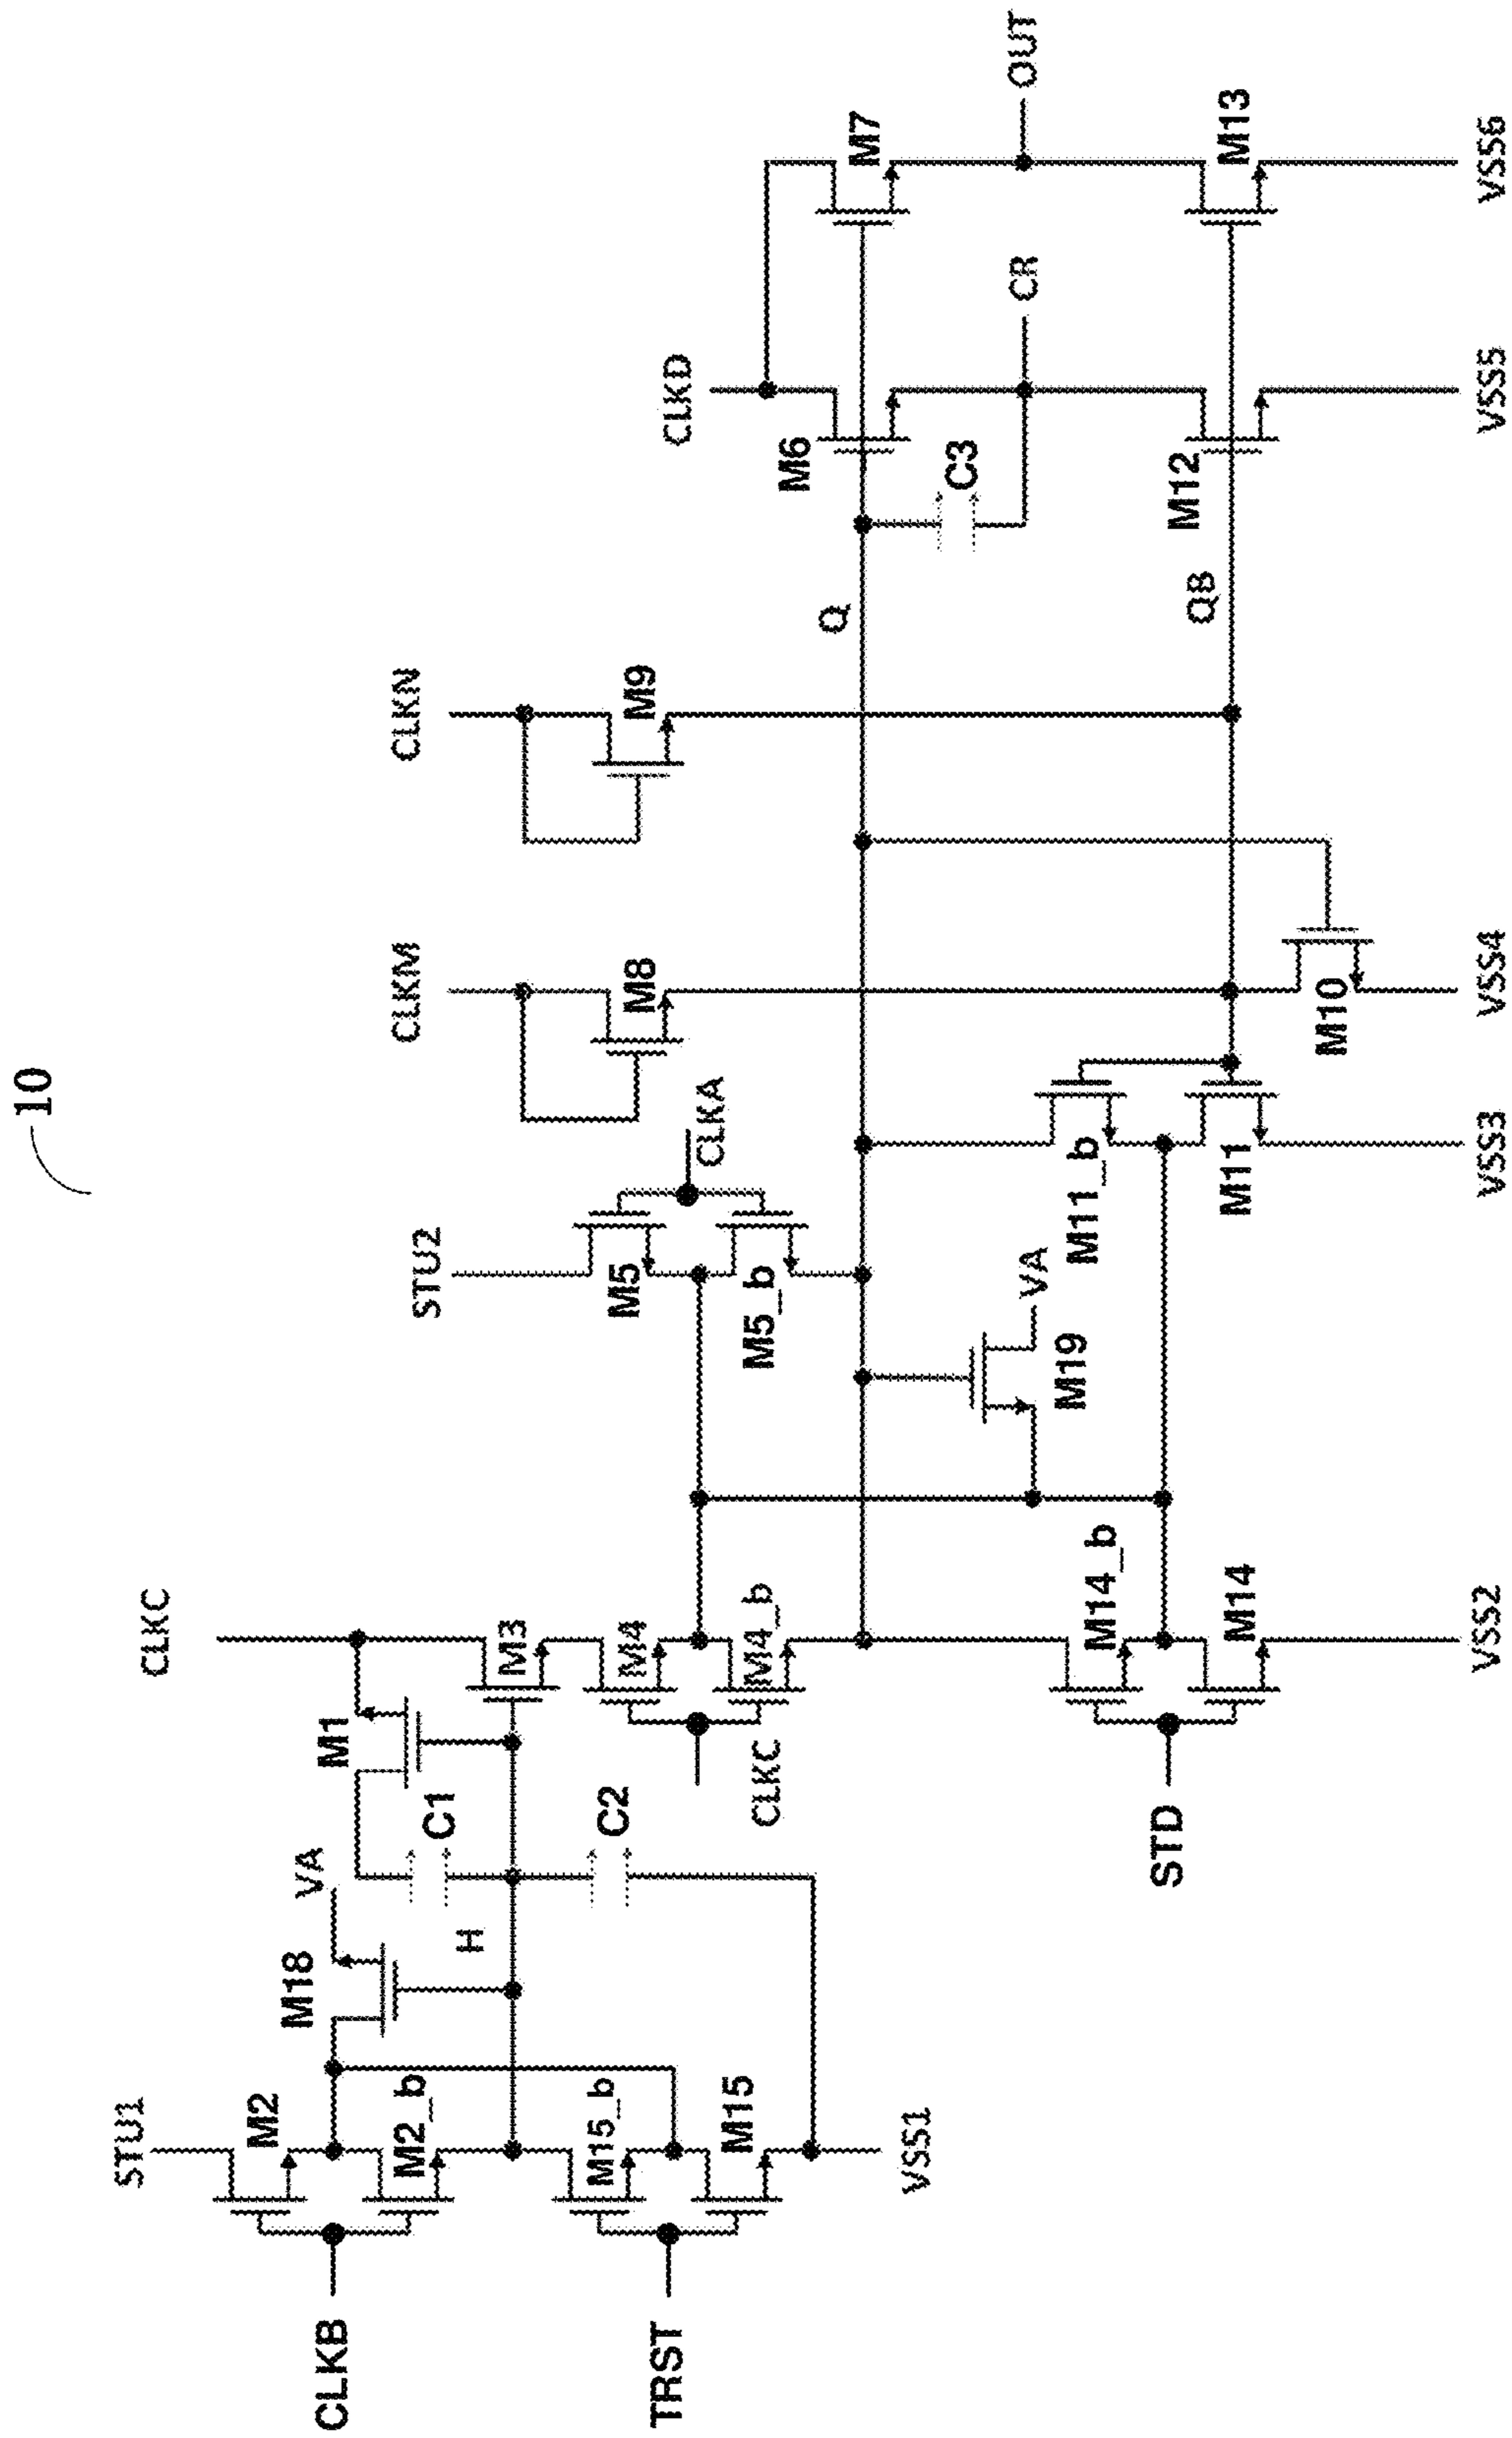 10
CLKC
STU1
M2
M18
VA
M1
C1
H
M2_b
CLKB
M15_b
M15
TRST
VSS1
C2
M3
M4
M4_b
CLKC
STU2
M5
M5_b
CLKA
CLKM
M8
CLKN
M9
CLKD
M6
M7
Q
C3
CR
OUT
VA
M19
M11_b
M11
M14_b
M14
STD
QB
M12
M13
M10
VSS2
VSS3
VSS4
VSS5
VSS6